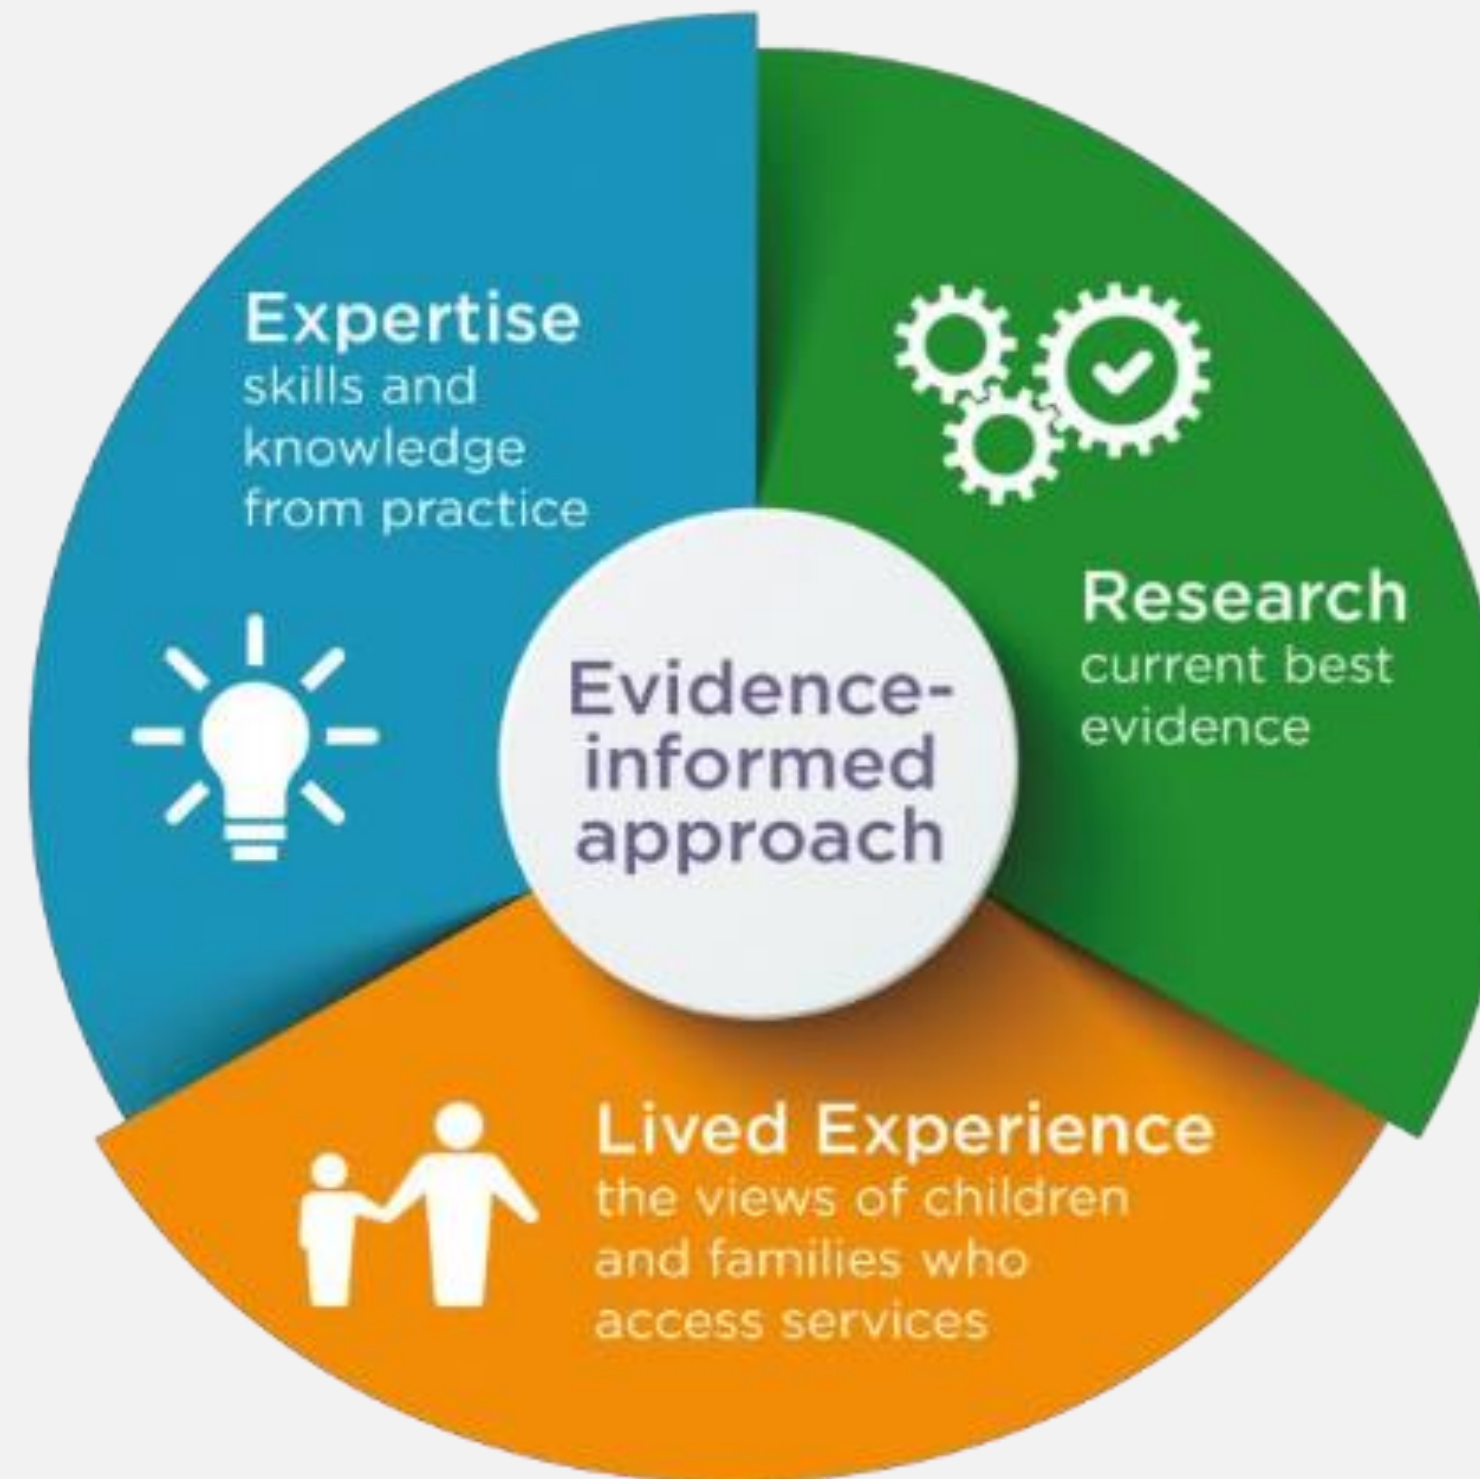 Expertise
skills and
knowledge
from practice
Research
current best
evidence
Evidence-
informed
approach
Lived Experience
the views of children
and families who
access services